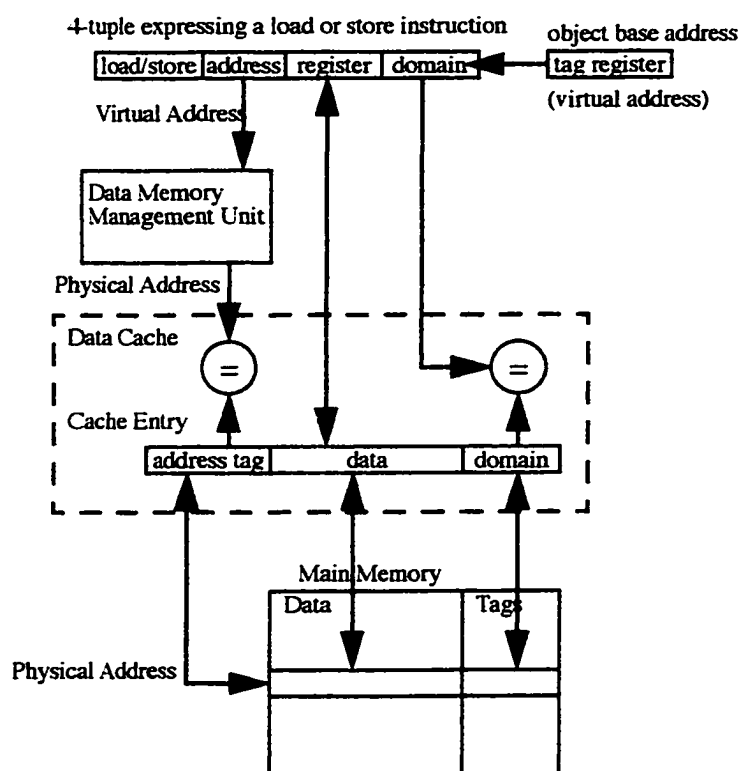 4-tuple expressing a load or store instruction
object base address
load/store address register domain
tag register
(virtual address)
Virtual Address
Data Memory
Management Unit
Physical Address
Data Cache
=
=
Cache Entry
address tag data domain
Main Memory
Data Tags
Physical Address